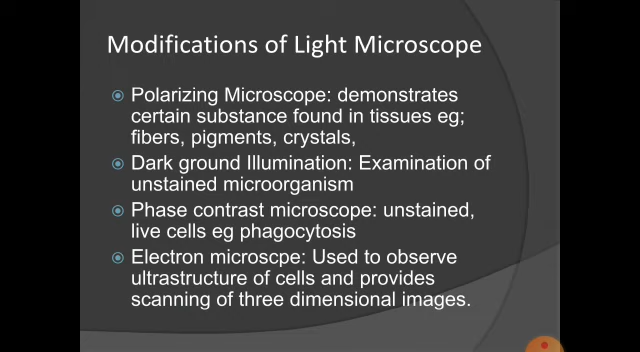 Modifications of Light Microscope
Polarizing Microscope: demonstrates
certain substance found in tissues eg;
fibers, pigments, crystals,
Dark ground Illumination: Examination of
unstained microorganism
Phase contrast microscope: unstained,
live cells eg phagocytosis
Electron microscpe: Used to observe
ultrastructure of cells and provides
scanning of three dimensional images.